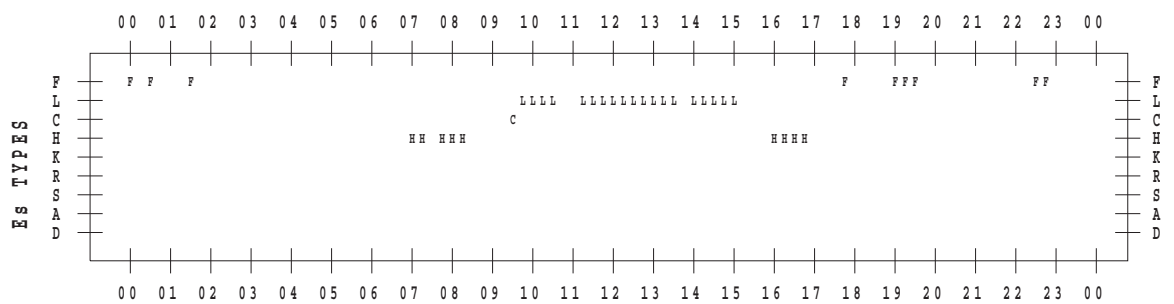 00 01 02 03 04 05 06 07 08 09 10 11 12 13 14 15 16 17 18 19 20 21 22 23 00
F F F F F F F F F F F
L LLLL LLLLLLLLLL LLLLL L
C C C
H HH HHH HHHH H
K K
R R
S S
A A
D D
Es TYPES
00 01 02 03 04 05 06 07 08 09 10 11 12 13 14 15 16 17 18 19 20 21 22 23 00